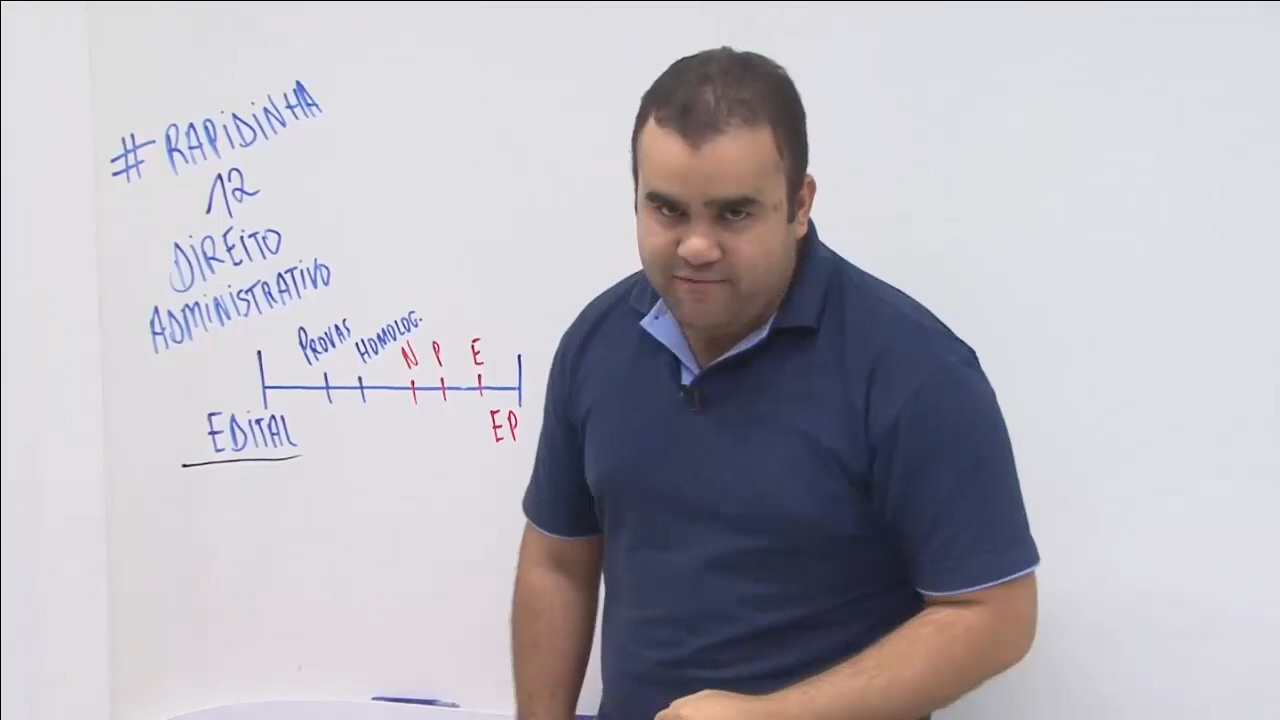 #RAPIDINHA
12
DIREITO
ADMINISTRATIVO
PROVAS HOMOLOG. N P E
EDITAL EP